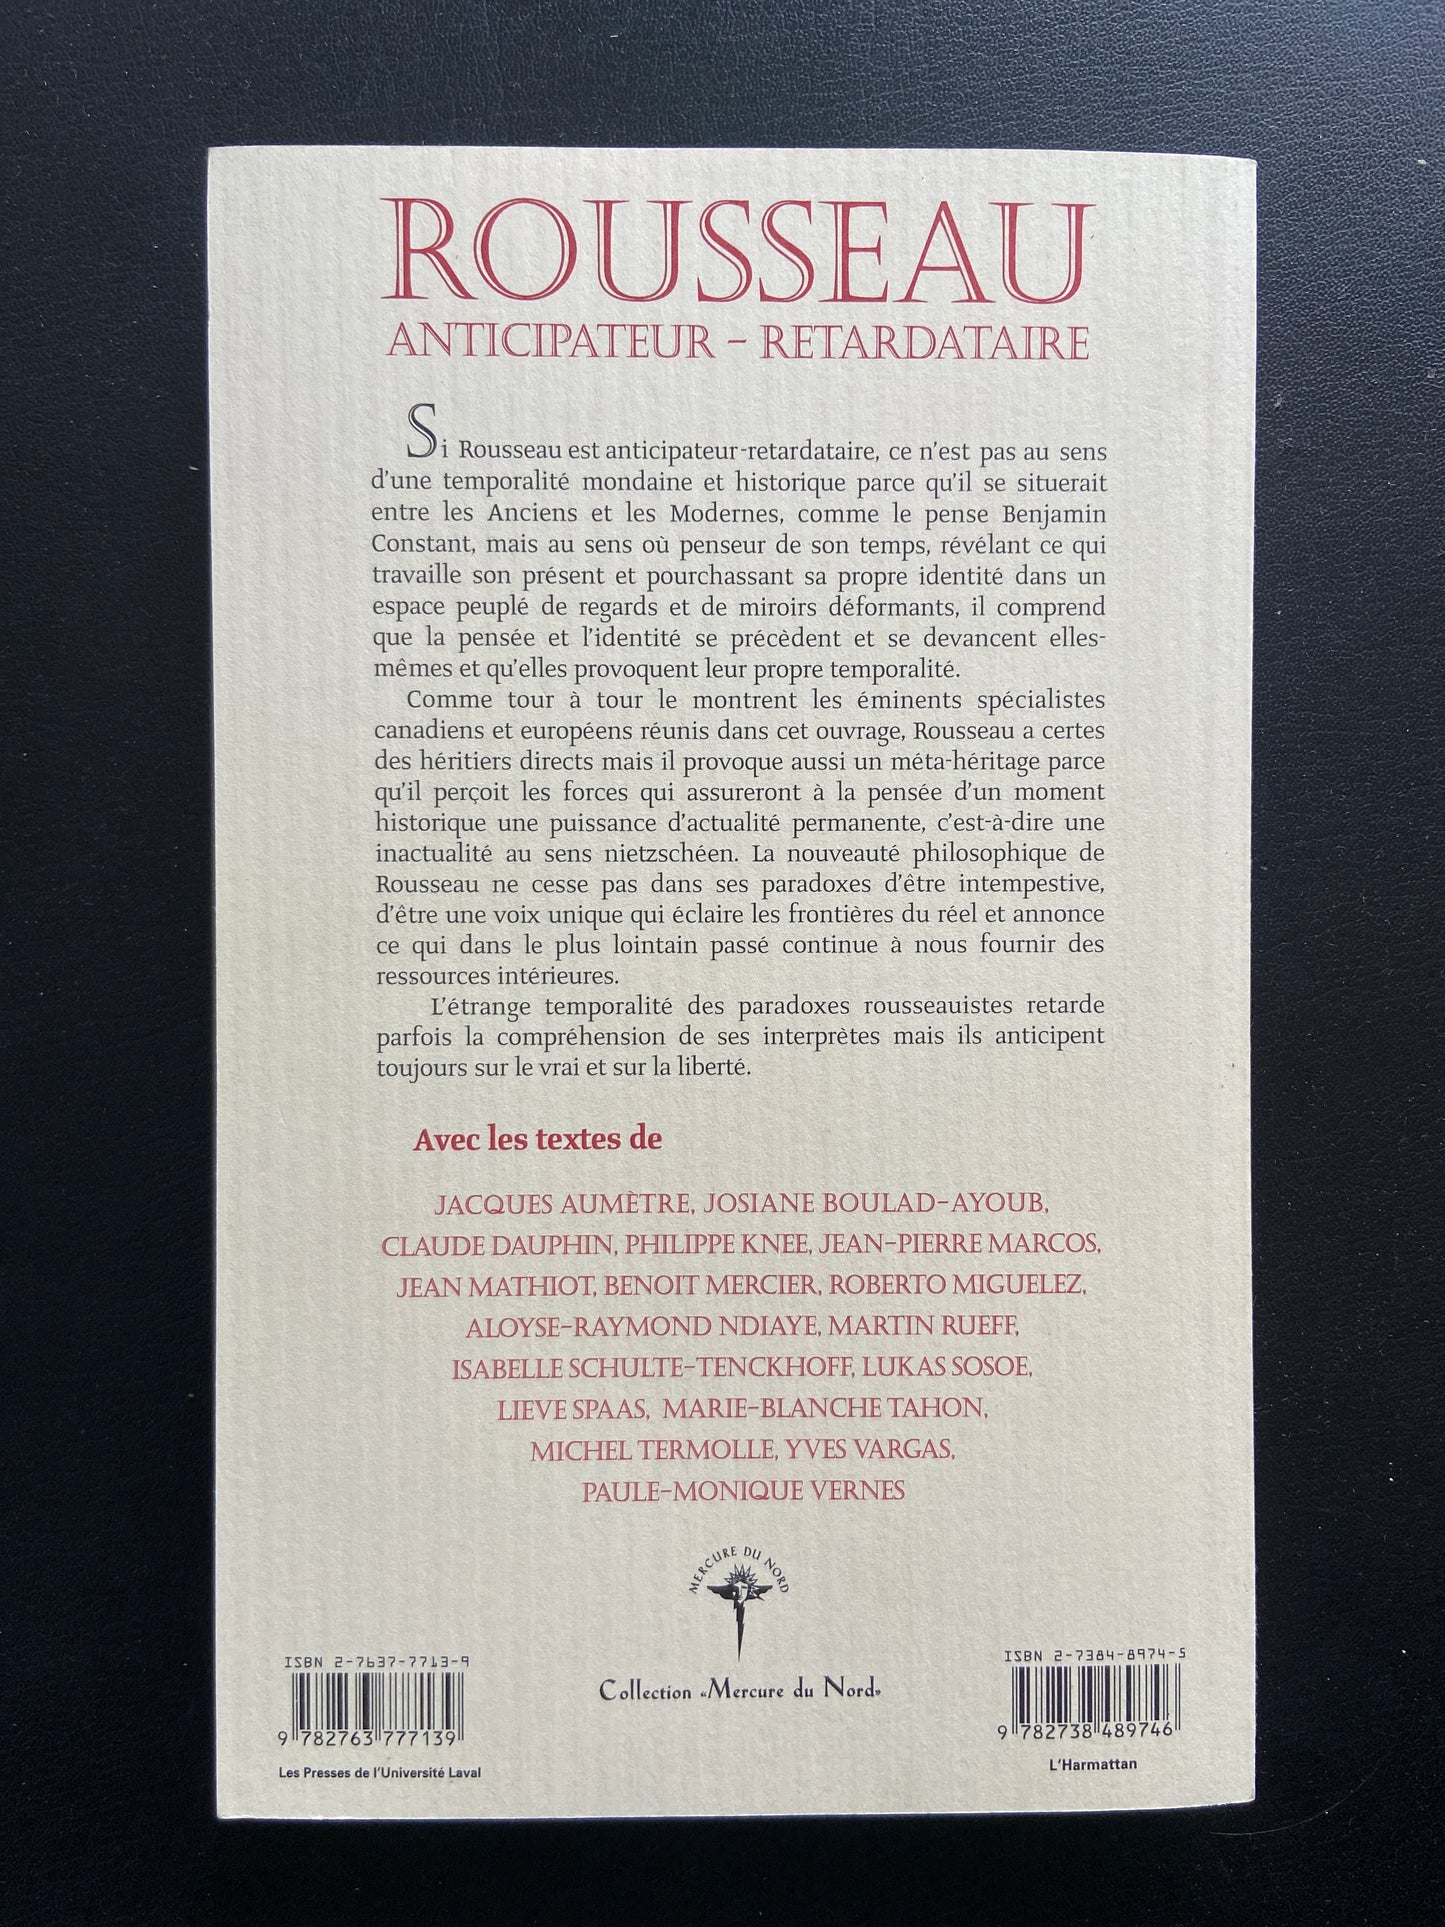 ROUSSEAU
ANTICIPATEUR – RETARDATAIRE
Si Rousseau est anticipateur-retardataire, ce n'est pas au sens
d'une temporalité mondaine et historique parce qu'il se situerait
entre les Anciens et les Modernes, comme le pense Benjamin
Constant, mais au sens où penseur de son temps, révélant ce qui
travaille son présent et pourchassant sa propre identité dans un
espace peuplé de regards et de miroirs déformants, il comprend
que la pensée et l'identité se précèdent et se devancent elles-
mêmes et qu'elles provoquent leur propre temporalité.
Comme tour à tour le montrent les éminents spécialistes
canadiens et européens réunis dans cet ouvrage, Rousseau a certes
des héritiers directs mais il provoque aussi un méta-héritage parce
qu'il perçoit les forces qui assureront à la pensée d'un moment
historique une puissance d'actualité permanente, c'est-à-dire une
inactualité au sens nietzschéen. La nouveauté philosophique de
Rousseau ne cesse pas dans ses paradoxes d'être intempestive,
d'être une voix unique qui éclaire les frontières du réel et annonce
ce qui dans le plus lointain passé continue à nous fournir des
ressources intérieures.
L'étrange temporalité des paradoxes rousseauistes retarde
parfois la compréhension de ses interprètes mais ils anticipent
toujours sur le vrai et sur la liberté.
Avec les textes de
JACQUES AUMÈTRE, JOSIANE BOULAD–AYOUB,
CLAUDE DAUPHIN, PHILIPPE KNEE, JEAN–PIERRE MARCOS,
JEAN MATHIOT, BENOIT MERCIER, ROBERTO MIGUELEZ,
ALOYSE–RAYMOND NDIAYE, MARTIN RUEFF,
ISABELLE SCHULTE–TENCKHOFF, LUKAS SOSOE,
LIEVE SPAAS, MARIE–BLANCHE TAHON,
MICHEL TERMOLLE, YVES VARGAS,
PAULE–MONIQUE VERNES
MERCURE DU NORD
Collection «Mercure du Nord»
ISBN 2-7637-7713-9
9 782763 777139
Les Presses de l'Université Laval
ISBN 2-7384-8974-5
9 782738 489746
L'Harmattan